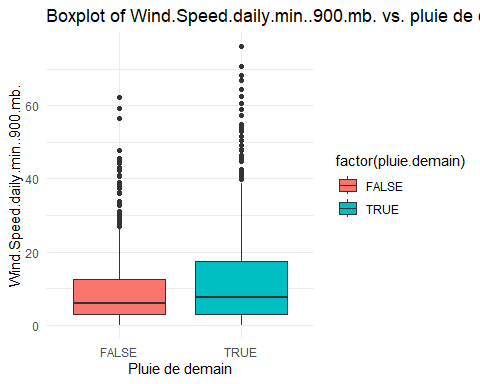 Boxplot of Wind.Speed.daily.min..900.mb. vs. pluie de
Wind.Speed.daily.min..900.mb.
60
40
20
0
FALSE
TRUE
Pluie de demain
factor(pluie.demain)
FALSE
TRUE